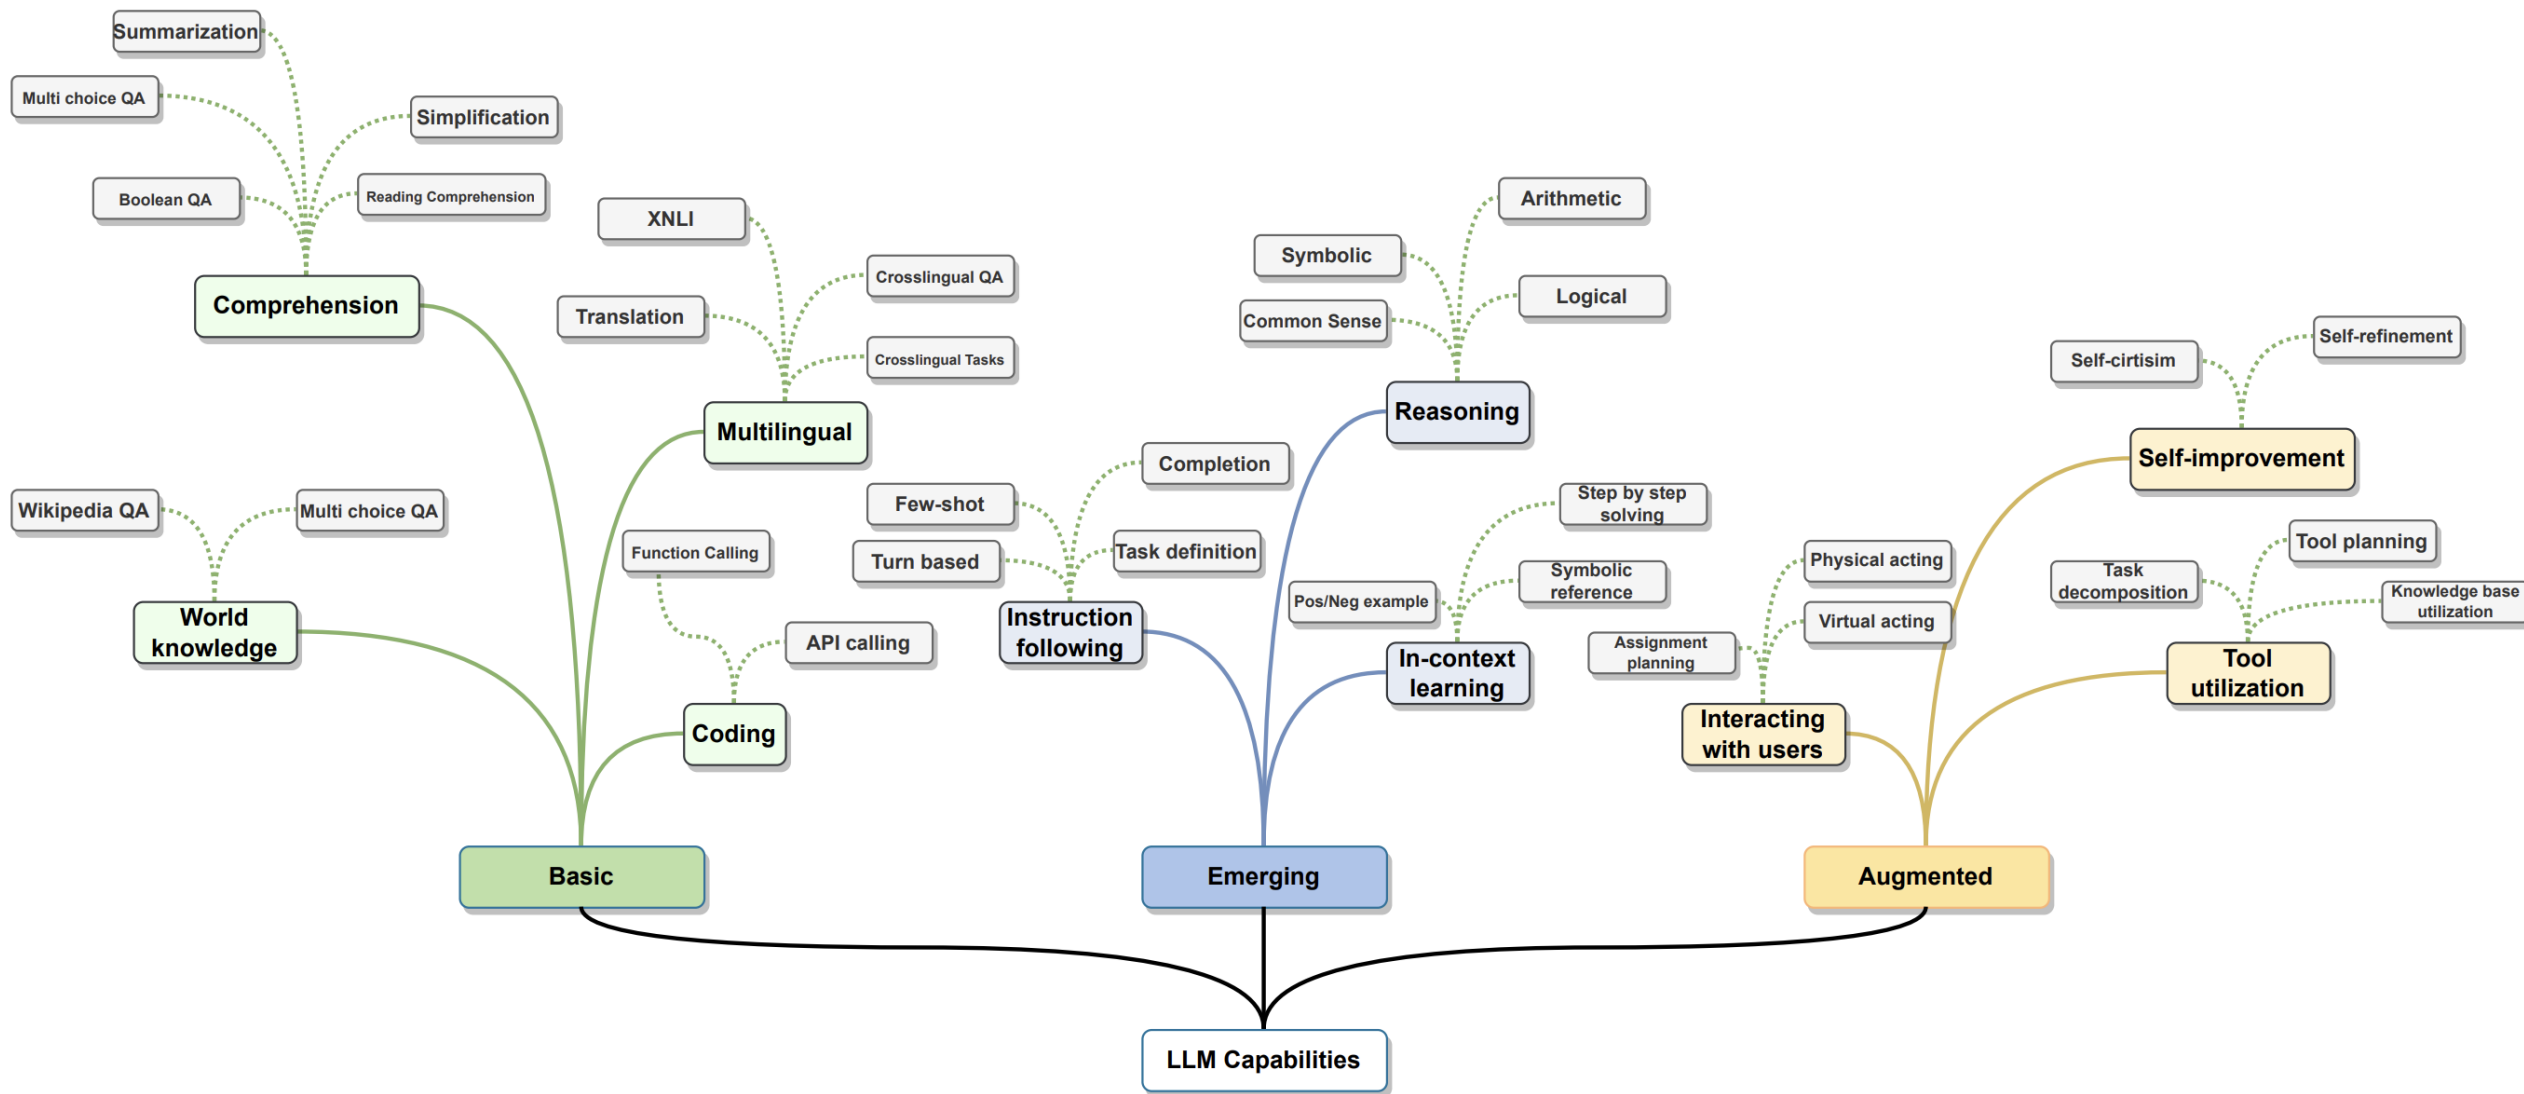 Summarization
Multi choice QA
Simplification
Boolean QA
Reading Comprehension
Comprehension
XNLI
Crosslingual QA
Translation
Crosslingual Tasks
Multilingual
Wikipedia QA
Multi choice QA
World
knowledge
Function Calling
API calling
Coding
Basic
Arithmetic
Symbolic
Logical
Common Sense
Reasoning
Completion
Few-shot
Turn based
Task definition
Instruction
following
Step by step
solving
Symbolic
reference
Pos/Neg example
In-context
learning
Emerging
Self-refinement
Self-cirtisim
Self-improvement
Physical acting
Virtual acting
Assignment
planning
Interacting
with users
Tool planning
Task
decomposition
Knowledge base
utilization
Tool
utilization
Augmented
LLM Capabilities